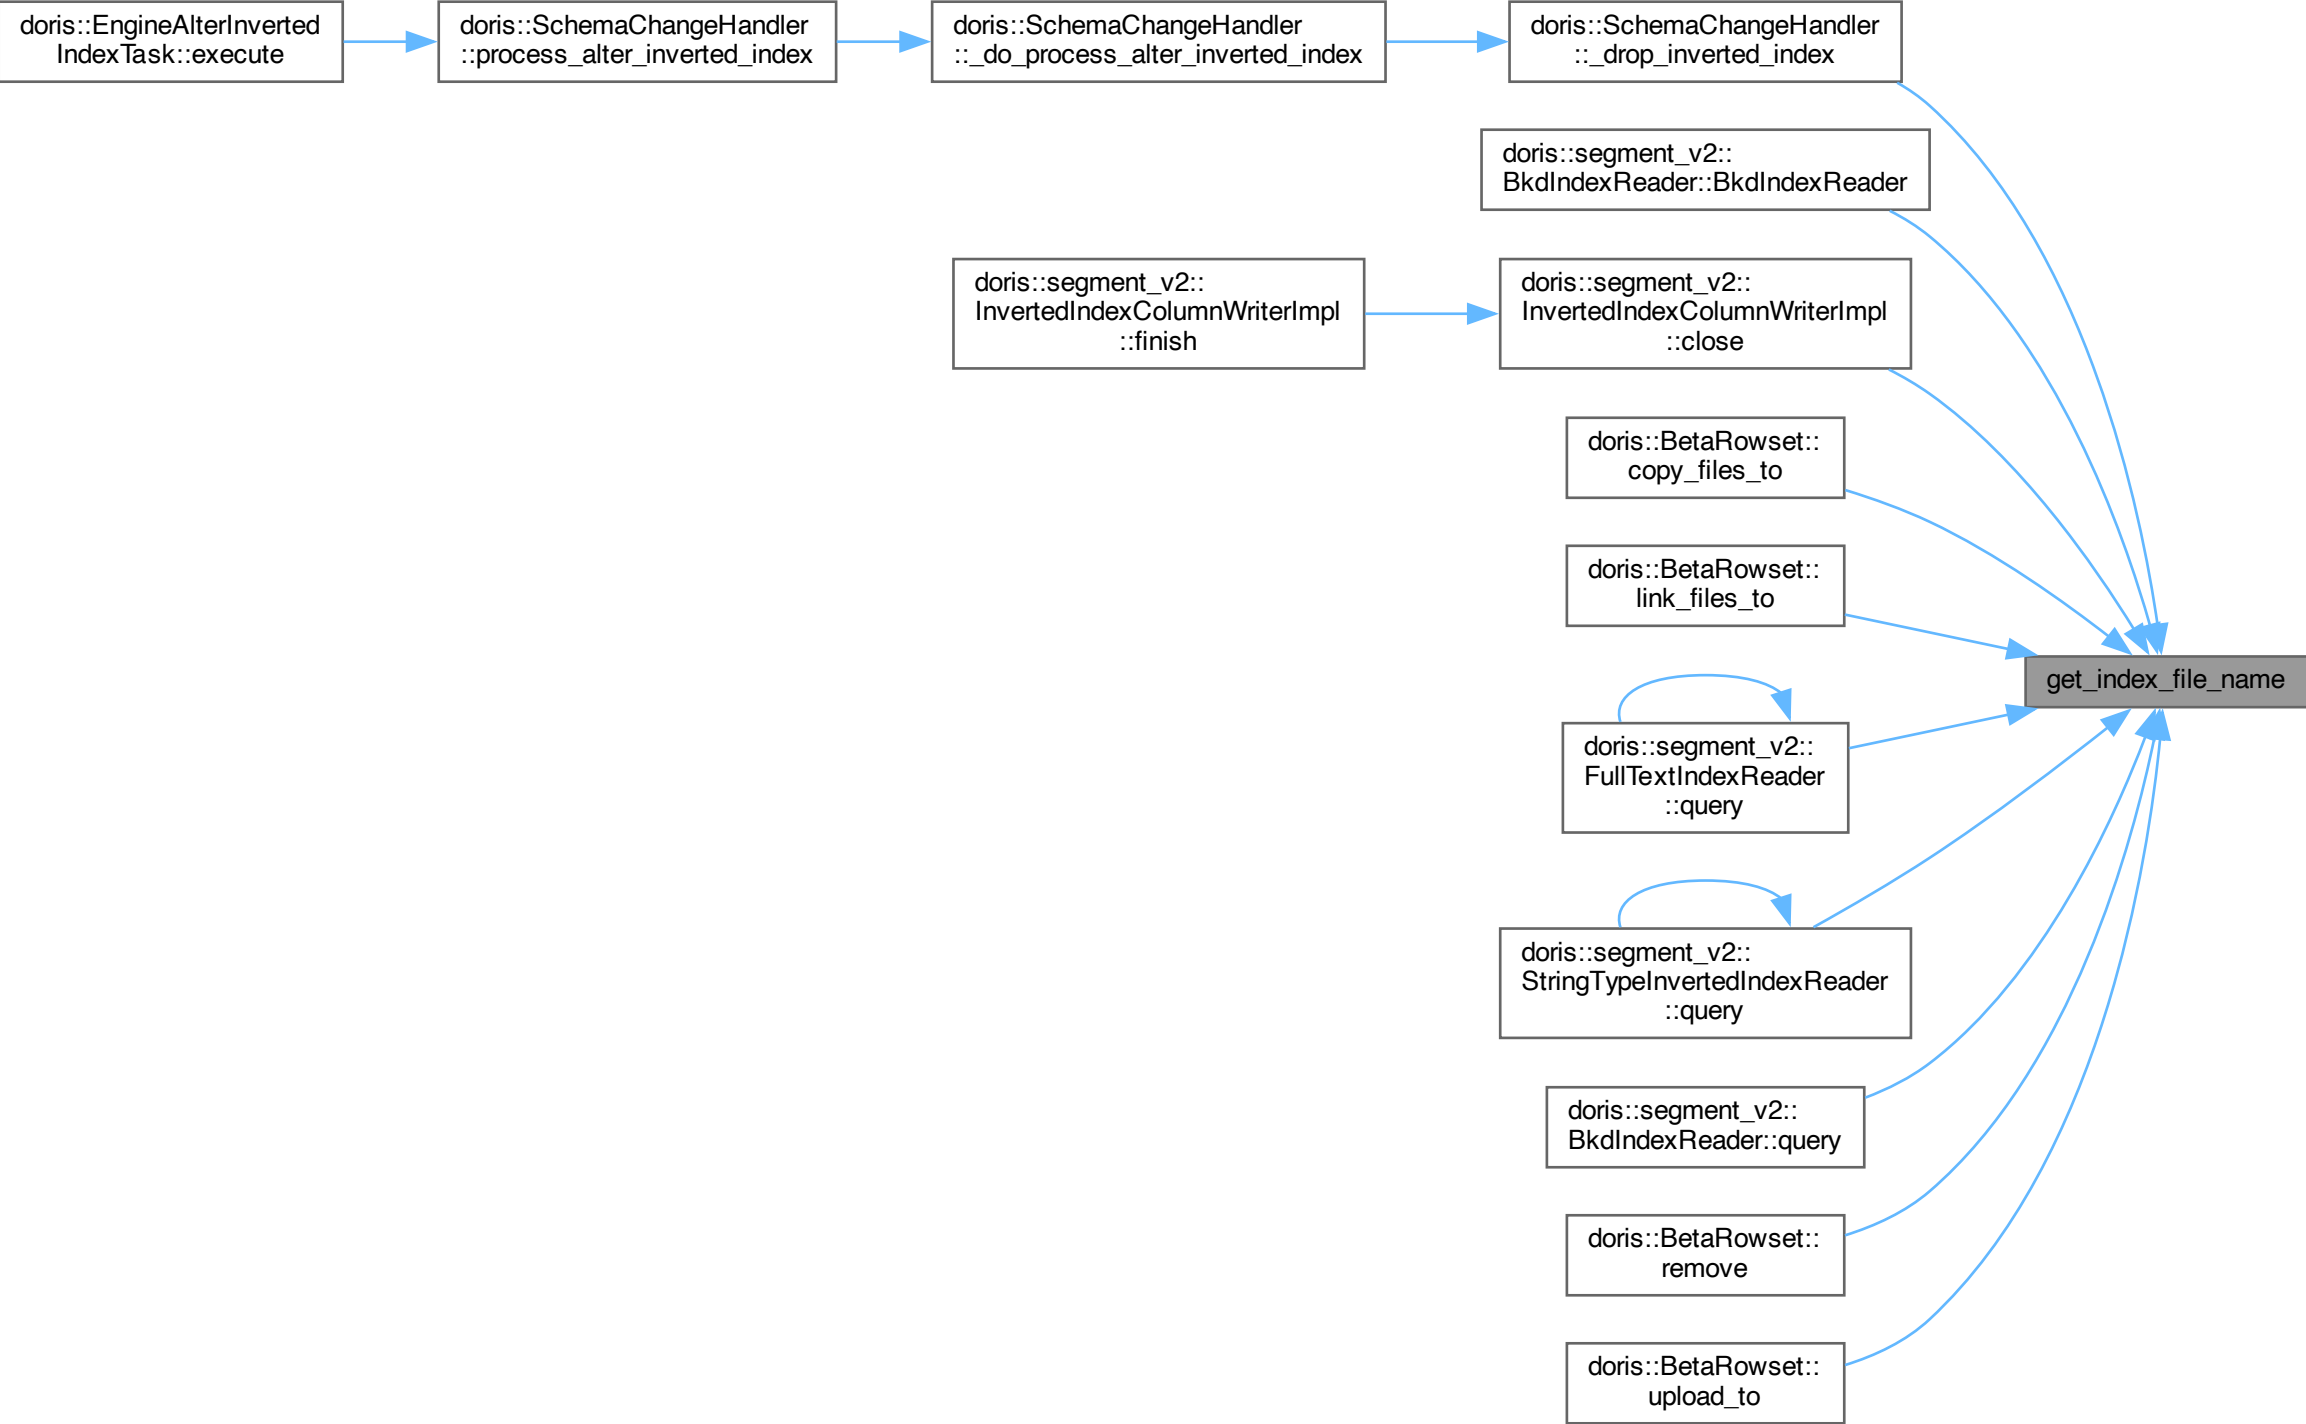 doris::EngineAlterInverted
IndexTask::execute
doris::SchemaChangeHandler
::process_alter_inverted_index
doris::SchemaChangeHandler
::_do_process_alter_inverted_index
doris::SchemaChangeHandler
::_drop_inverted_index
doris::segment_v2::
BkdIndexReader::BkdIndexReader
doris::segment_v2::
InvertedIndexColumnWriterImpl
::finish
doris::segment_v2::
InvertedIndexColumnWriterImpl
::close
doris::BetaRowset::
copy_files_to
doris::BetaRowset::
link_files_to
get_index_file_name
doris::segment_v2::
FullTextIndexReader
::query
doris::segment_v2::
StringTypeInvertedIndexReader
::query
doris::segment_v2::
BkdIndexReader::query
doris::BetaRowset::
remove
doris::BetaRowset::
upload_to